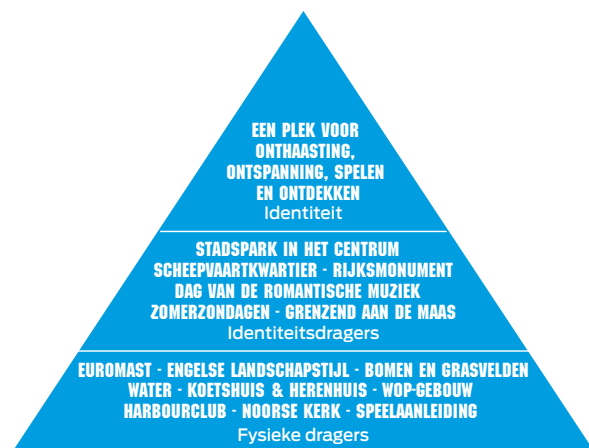 EEN PLEK VOOR
ONTHAASTING,
ONTSPANNING, SPELEN
EN ONTDEKKEN
Identiteit
STADSPARK IN HET CENTRUM
SCHEEPVAARTKWARTIER - RIJKSMONUMENT
DAG VAN DE ROMANTISCHE MUZIEK
ZOMERZONDAGEN - GRENZEND AAN DE MAAS
Identiteitsdragers
EUROMAST - ENGELSE LANDSCHAPSTIJL - BOMEN EN GRASVELDEN
WATER - KOETSHUIS & HERENHUIS - WOP-GEBOUW
HARBOURCLUB - NOORSE KERK - SPEELAANLEIDING
Fysieke dragers